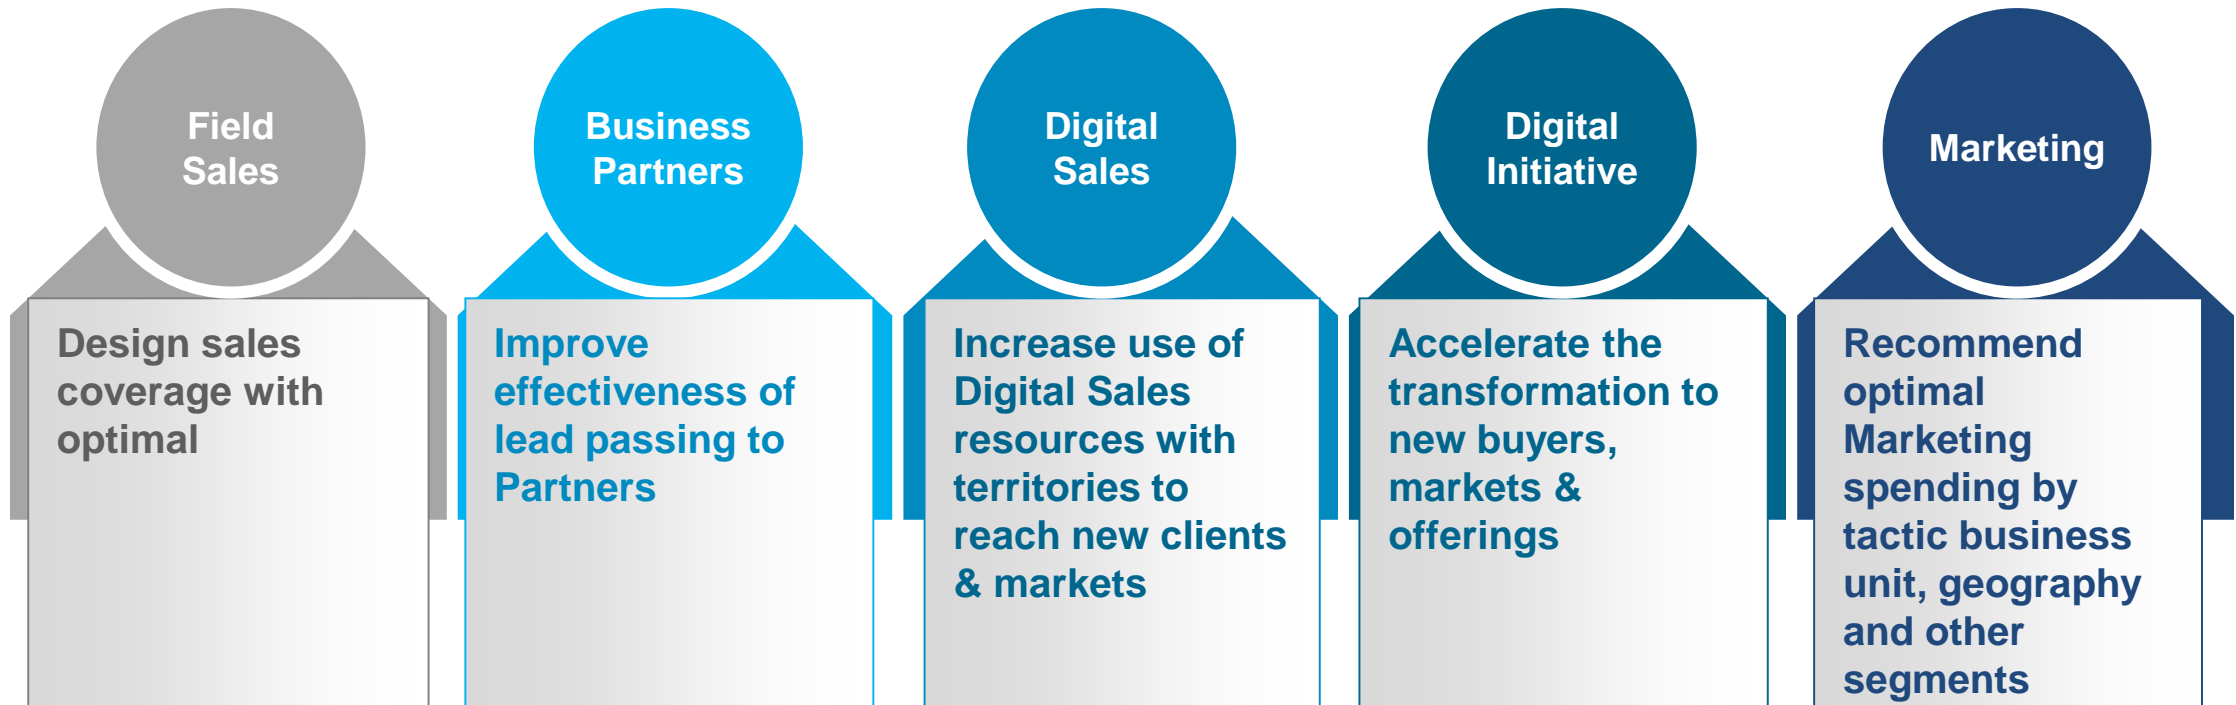 Field
Sales
Business
Partners
Digital
Sales
Digital
Initiative
Marketing
Design sales
coverage with
optimal
Improve
effectiveness of
lead passing to
Partners
Increase use of
Digital Sales
resources with
territories to
reach new clients
& markets
Accelerate the
transformation to
new buyers,
markets &
offerings
Recommend
optimal
Marketing
spending by
tactic business
unit, geography
and other
segments